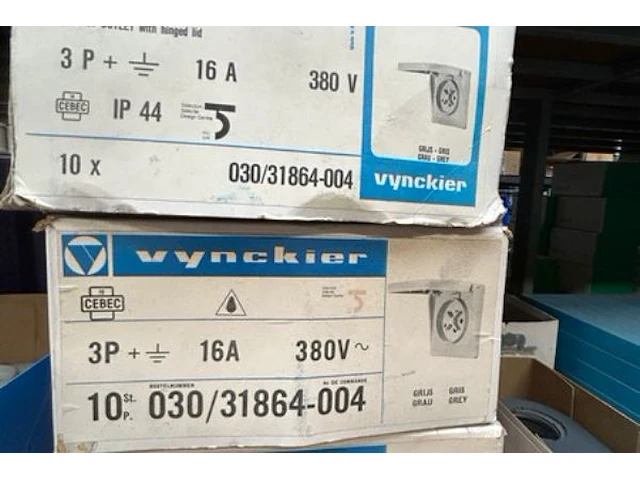 OUTLET with hinged lid
3 P + 16 A 380 V
CEBEC IP 44
10 x 030/31864-004
GRIJS - GRIS
GRAU - GREY
vynckier
vynckier
CEBEC
3P + 16A 380V ~
BESTELNUMMER No DE COMMANDE
10 St. P. 030/31864-004
GRIJS GRIS
GRAU GREY